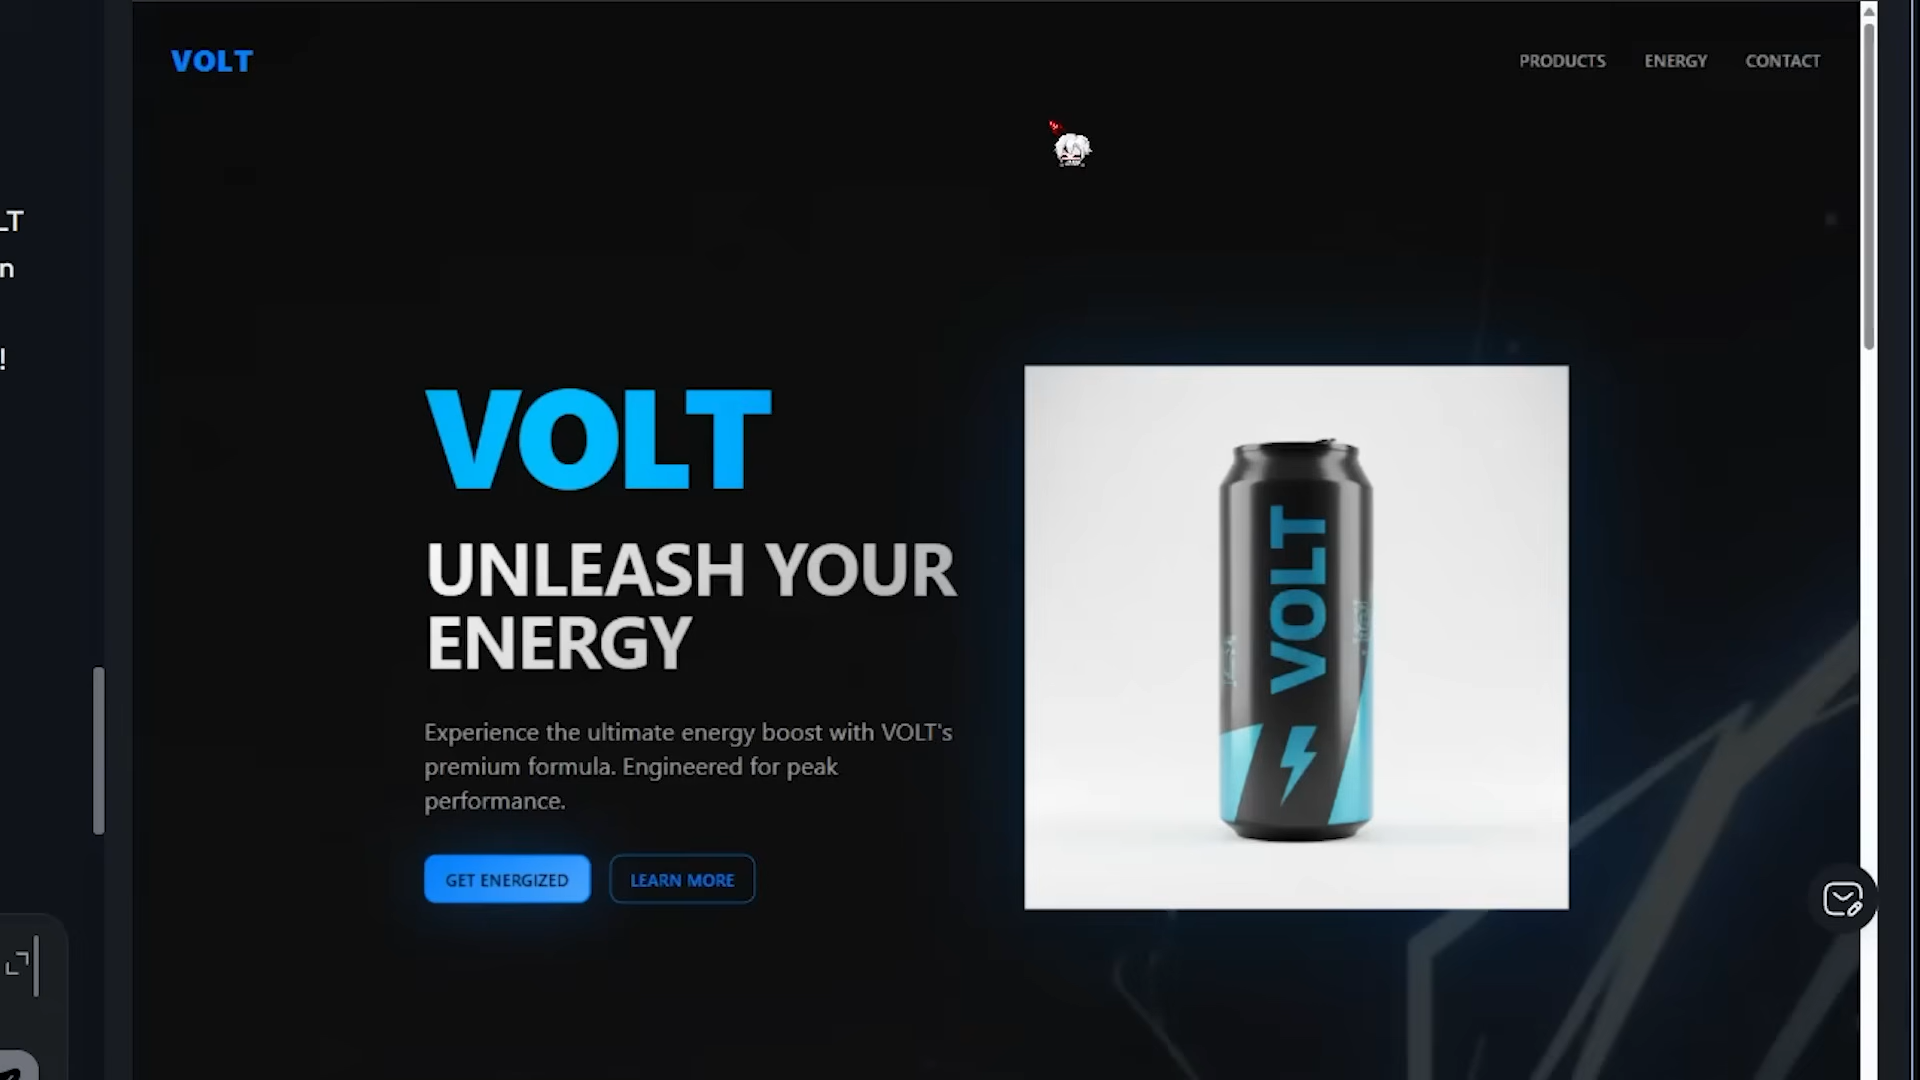 VOLT
PRODUCTS
ENERGY
CONTACT
LT
n
!
VOLT
UNLEASH YOUR
ENERGY
Experience the ultimate energy boost with VOLT's
premium formula. Engineered for peak
performance.
GET ENERGIZED
LEARN MORE
VOLT